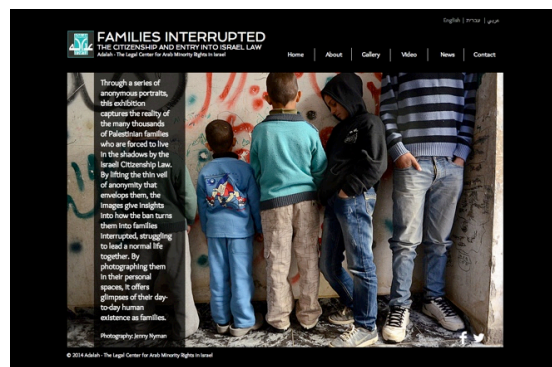 English | עברית | عربي
FAMILIES INTERRUPTED
THE CITIZENSHIP AND ENTRY INTO ISRAEL LAW
Adalah - The Legal Center for Arab Minority Rights in Israel
Home | About | Gallery | Video | News | Contact
Through a series of
anonymous portraits,
this exhibition
captures the reality of
the many thousands
of Palestinian families
who are forced to live
in the shadows by the
Israeli Citizenship Law.
By lifting the thin veil
of anonymity that
envelops them, the
images give insights
into how the ban turns
them into families
interrupted, struggling
to lead a normal life
together. By
photographing them
in their personal
spaces, it offers
glimpses of their day-
to-day human
existence as families.
Photography: Jenny Nyman
© 2014 Adalah - The Legal Center for Arab Minority Rights in Israel